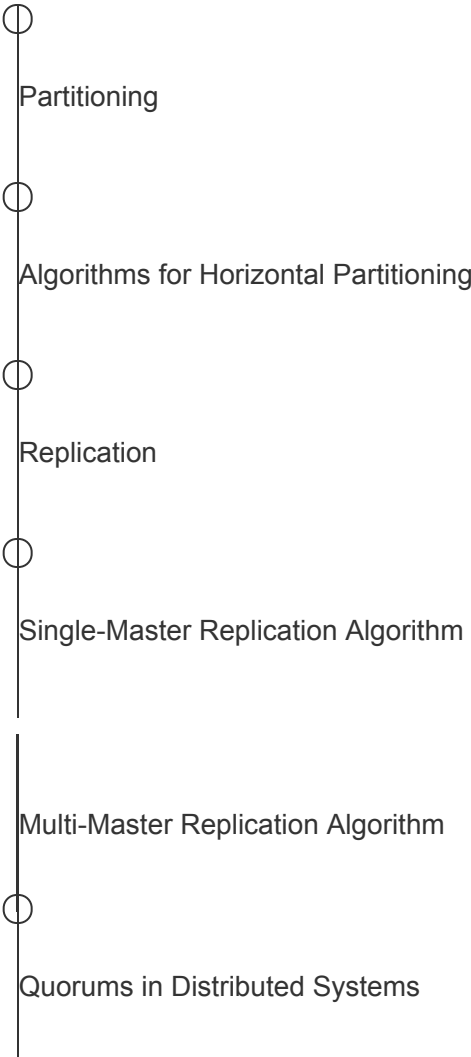 Partitioning
Algorithms for Horizontal Partitioning
Replication
Single-Master Replication Algorithm
Multi-Master Replication Algorithm
Quorums in Distributed Systems